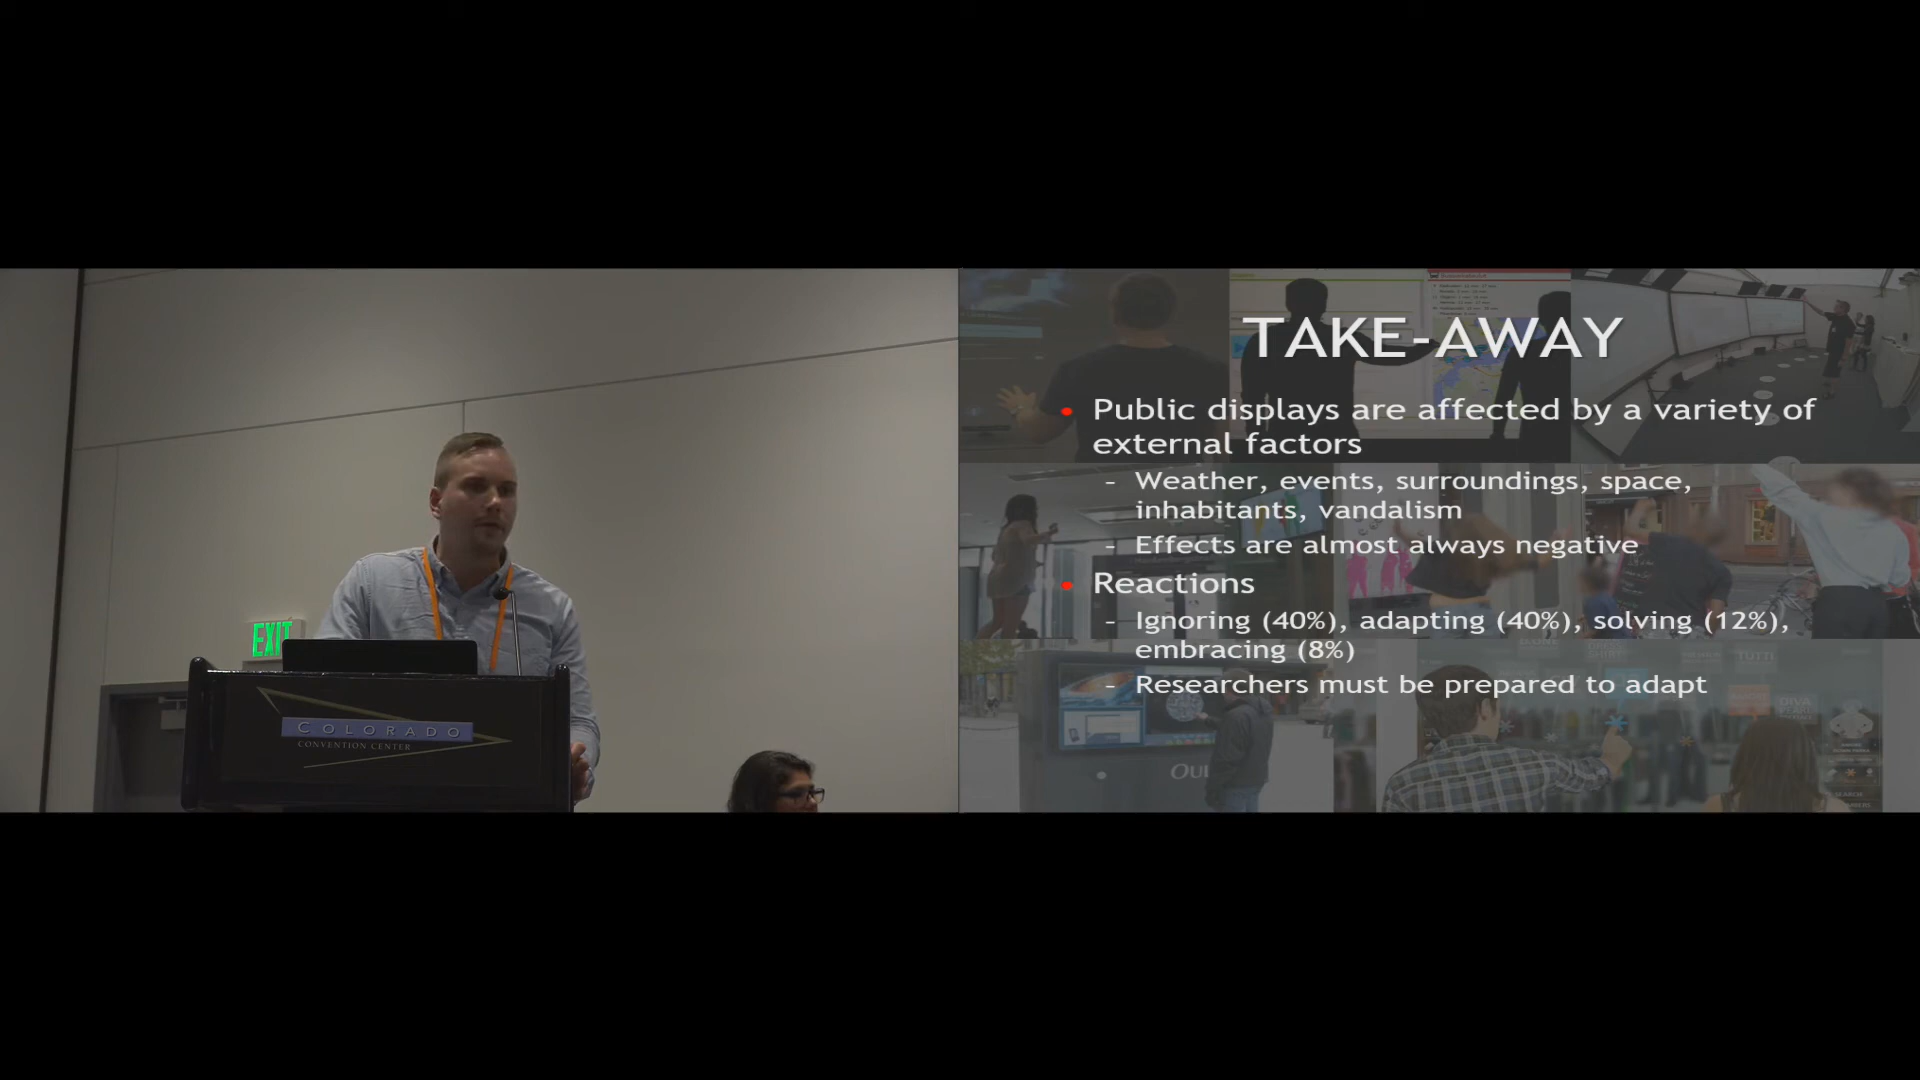 EXIT
COLORADO
CONVENTION CENTER
TAKE-AWAY
• Public displays are affected by a variety of
external factors
- Weather, events, surroundings, space,
inhabitants, vandalism
- Effects are almost always negative
• Reactions
- Ignoring (40%), adapting (40%), solving (12%),
embracing (8%)
- Researchers must be prepared to adapt
TUTTI